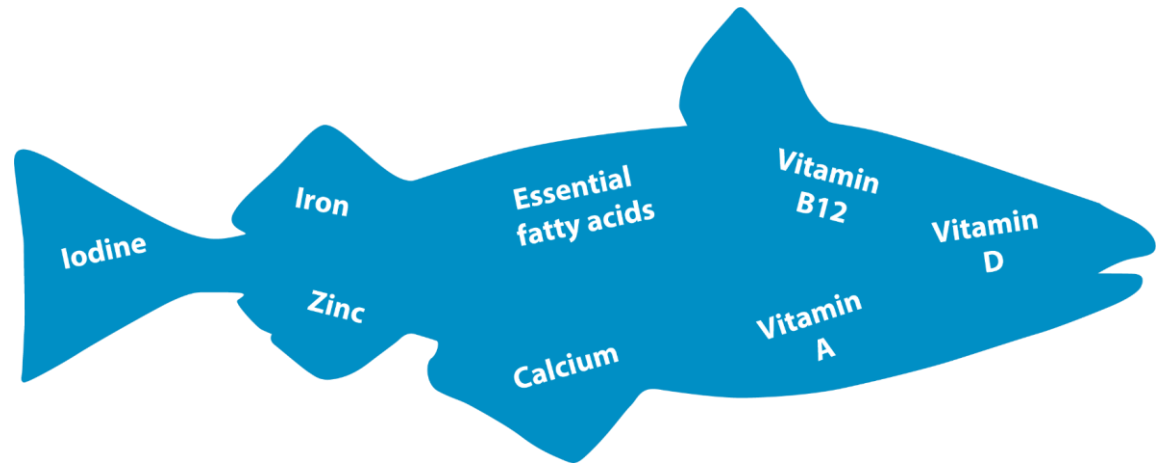 Iodine
Iron
Zinc
Essential
fatty acids
Calcium
Vitamin
B12
Vitamin
A
Vitamin
D